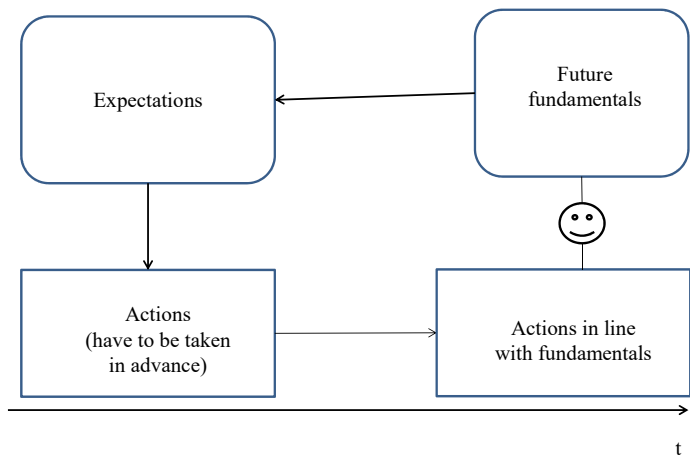 Expectations
Future
fundamentals
Actions
(have to be taken
in advance)
Actions in line
with fundamentals
t